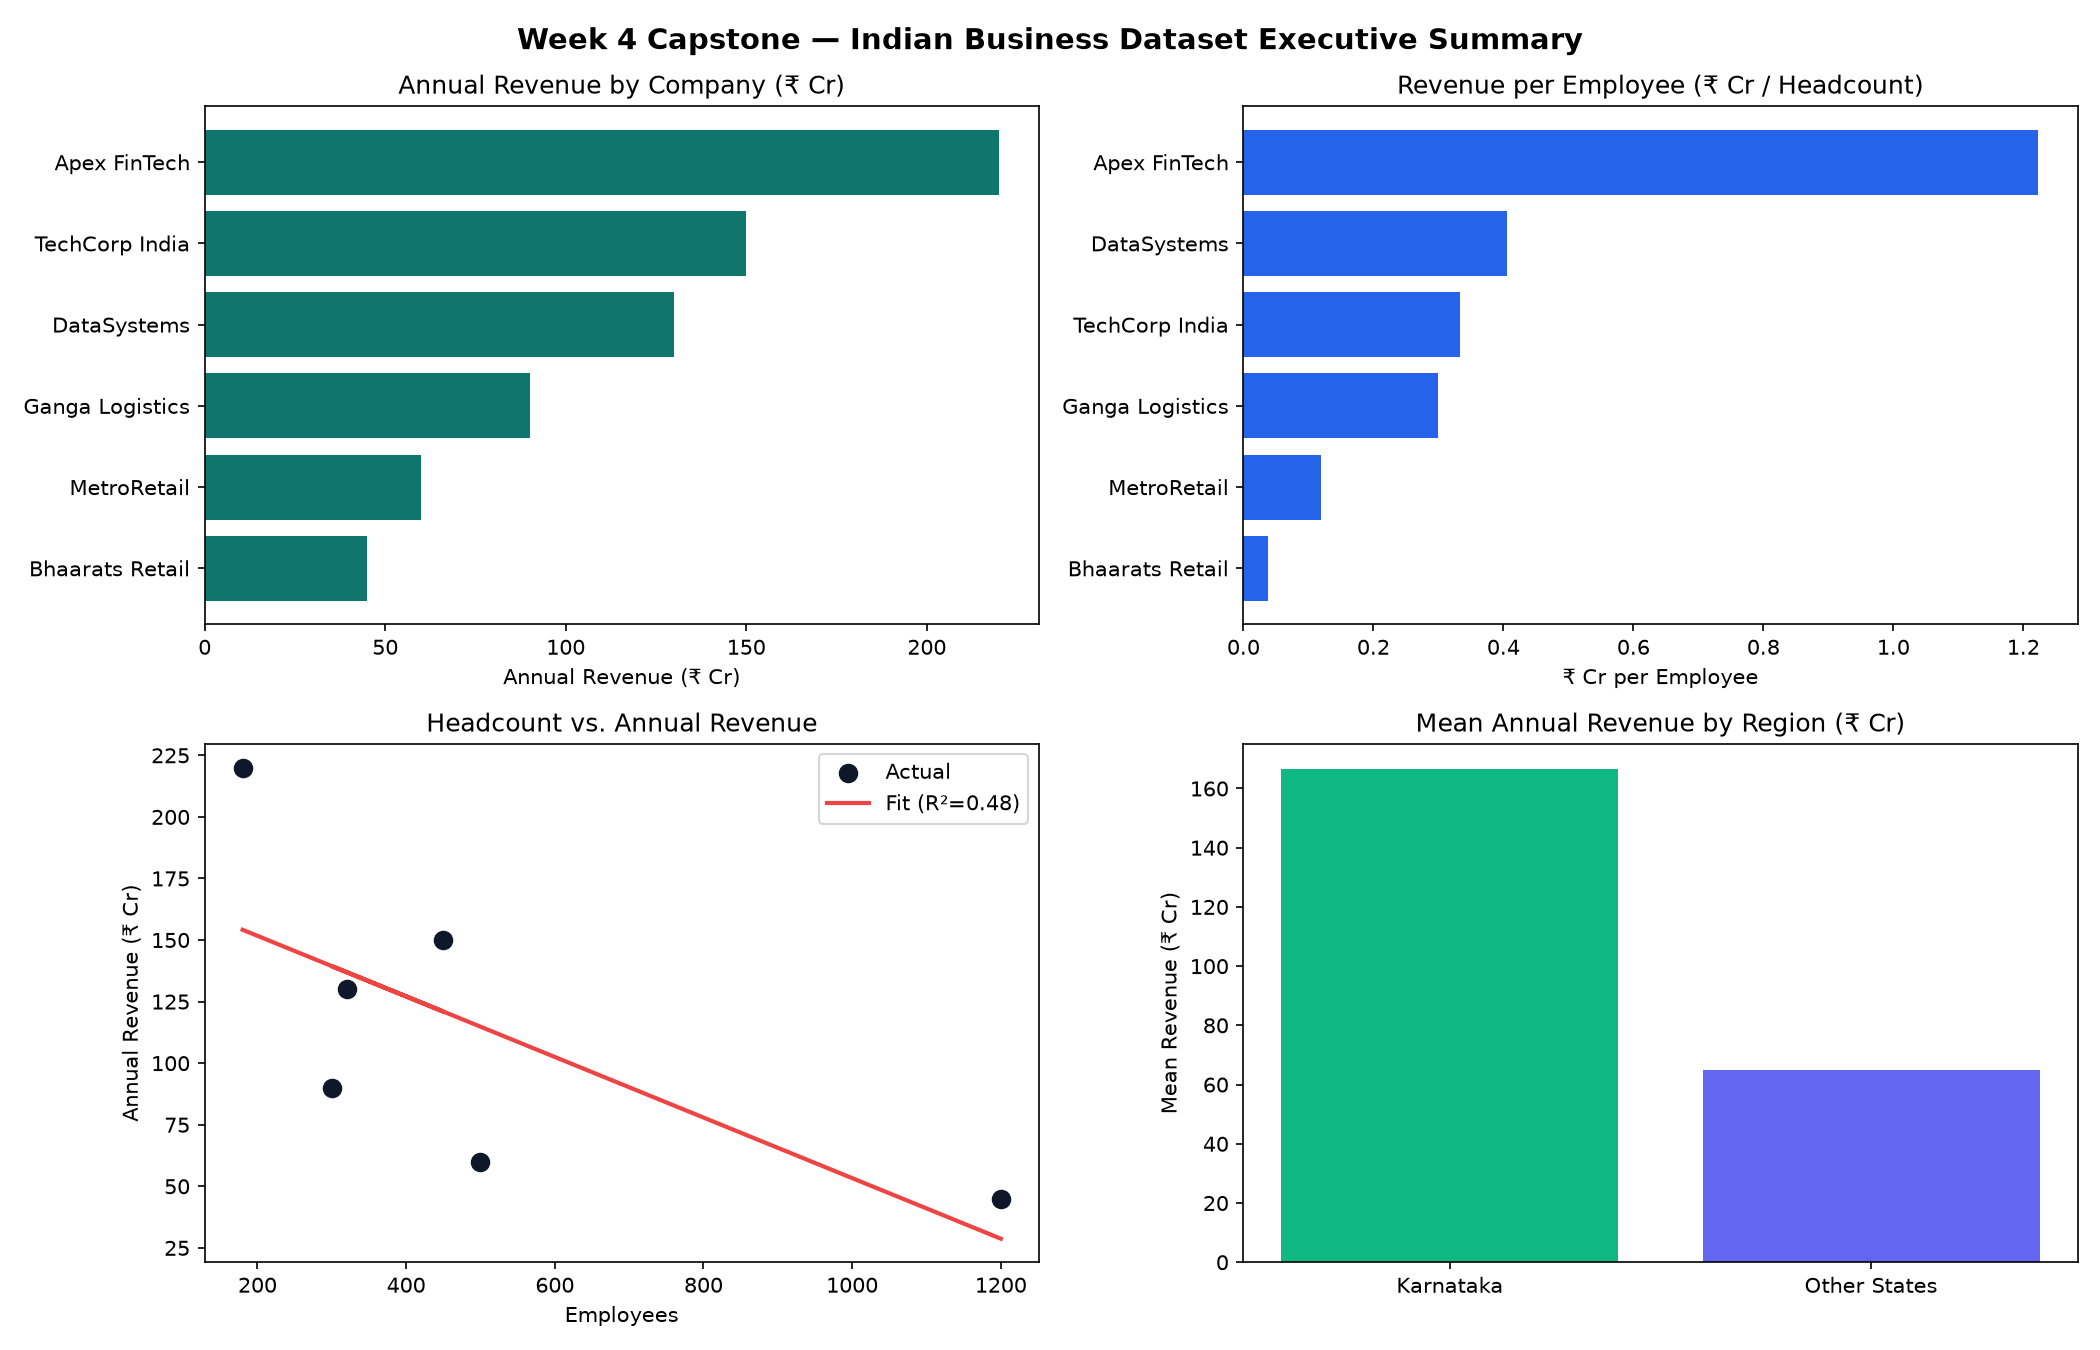 Week 4 Capstone — Indian Business Dataset Executive Summary
Annual Revenue by Company (₹ Cr)
Apex FinTech
TechCorp India
DataSystems
Ganga Logistics
MetroRetail
Bhaarats Retail
0 50 100 150 200
Annual Revenue (₹ Cr)
Revenue per Employee (₹ Cr / Headcount)
Apex FinTech
DataSystems
TechCorp India
Ganga Logistics
MetroRetail
Bhaarats Retail
0.0 0.2 0.4 0.6 0.8 1.0 1.2
₹ Cr per Employee
Headcount vs. Annual Revenue
Annual Revenue (₹ Cr)
225
200
175
150
125
100
75
50
25
Actual
Fit (R²=0.48)
200 400 600 800 1000 1200
Employees
Mean Annual Revenue by Region (₹ Cr)
Mean Revenue (₹ Cr)
160
140
120
100
80
60
40
20
0
Karnataka Other States